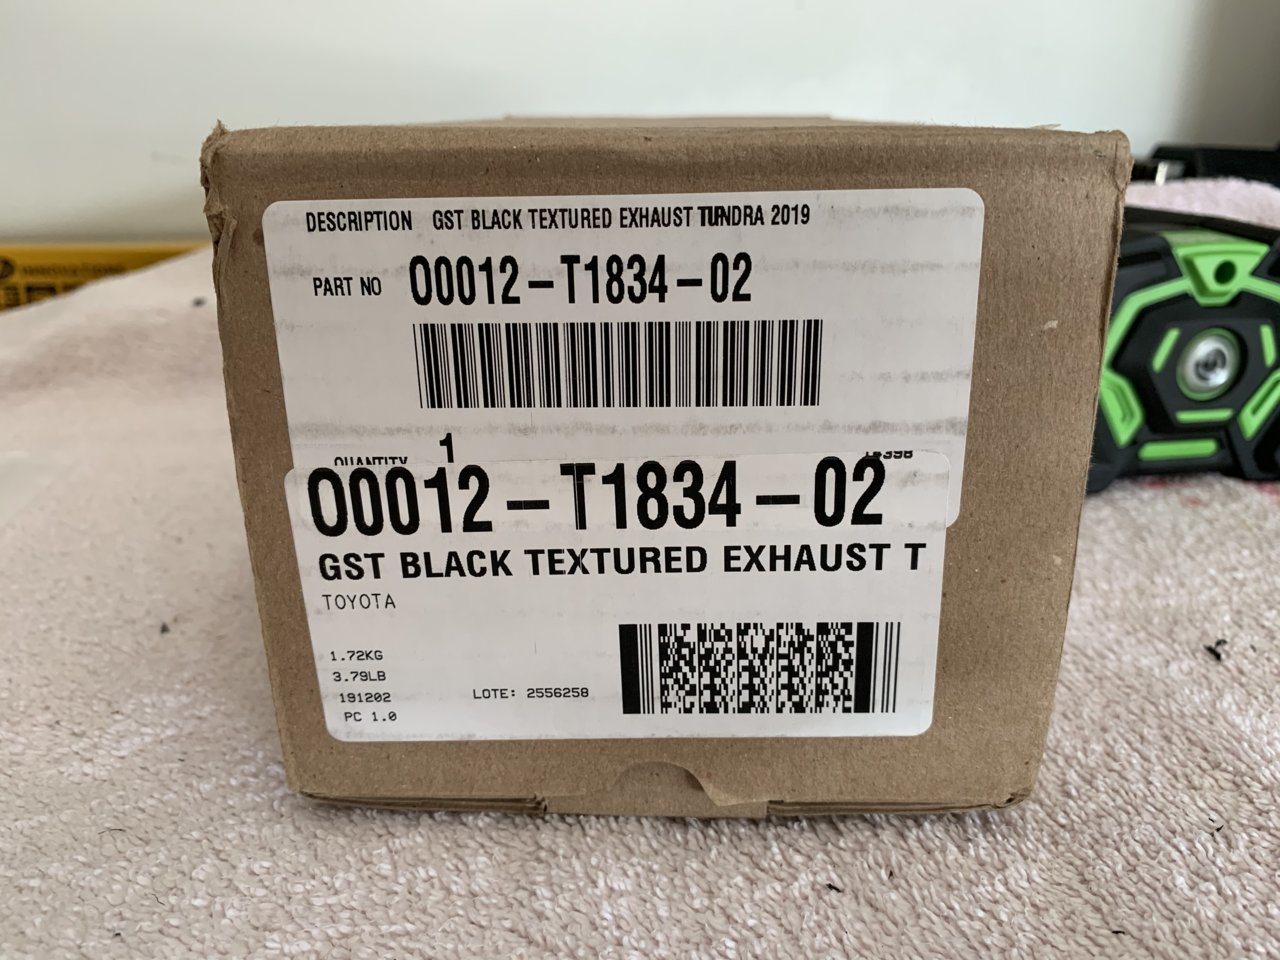 DESCRIPTION GST BLACK TEXTURED EXHAUST TUNDRA 2019
PART NO 00012-T1834-02
QUANTITY 1
00012-T1834-02
GST BLACK TEXTURED EXHAUST T
TOYOTA
1.72KG
3.79LB
191202
PC 1.0
LOTE: 2556258